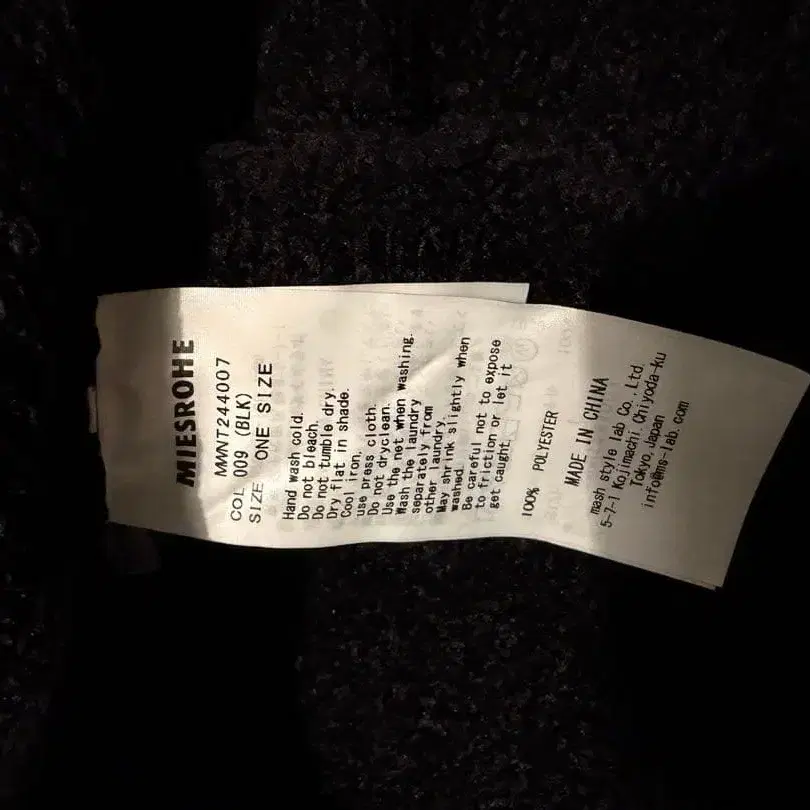 MIESROHE
MWNT244007
COL 009 (BLK)
SIZE ONE SIZE
Hand wash cold.
Do not bleach.
Do not tumble dry.
Dry flat in shade.
Cool iron,
use press cloth.
Do not dryclean.
Use the net when washing.
Wash the laundry
separately from
other laundry.
May shrink slightly when
washed.
Be careful not to expose
to friction or let it
get caught.
100% POLYESTER
MADE IN CHINA
mash style lab Co., Ltd.
5-7-1 Kojimachi, Chiyoda-ku
Tokyo, Japan
info@ms-lab.com